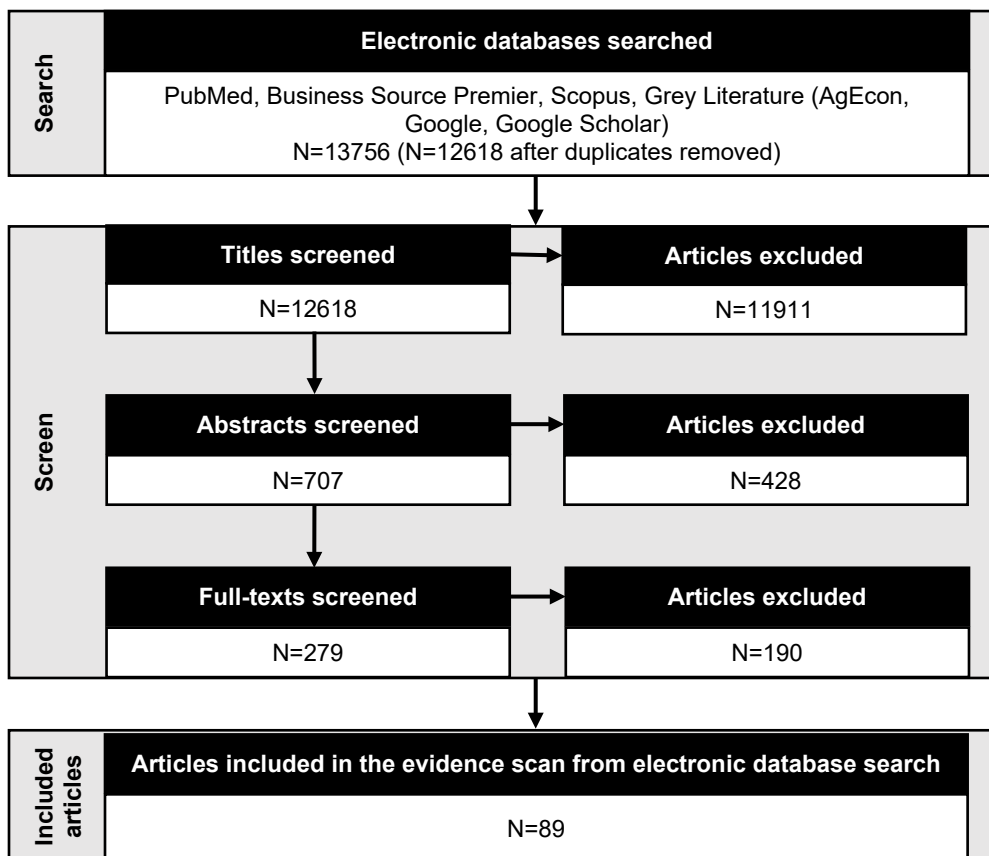 Search
Electronic databases searched
PubMed, Business Source Premier, Scopus, Grey Literature (AgEcon,
Google, Google Scholar)
N=13756 (N=12618 after duplicates removed)
Screen
Titles screened
N=12618
Articles excluded
N=11911
Abstracts screened
N=707
Articles excluded
N=428
Full-texts screened
N=279
Articles excluded
N=190
Included
articles
Articles included in the evidence scan from electronic database search
N=89